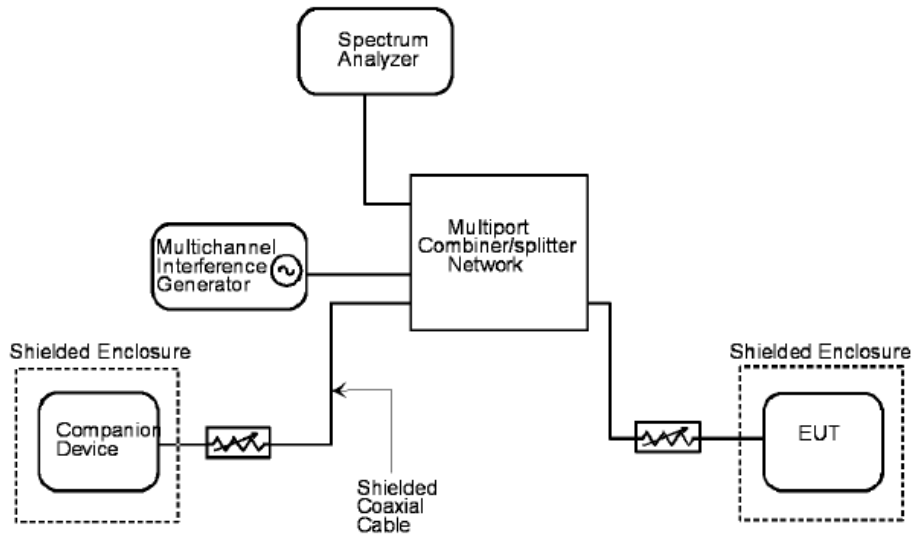 Spectrum
Analyzer
Multiport
Combiner/splitter
Network
Multichannel
Interference
Generator
Shielded Enclosure
Companion
Device
Shielded
Coaxial
Cable
Shielded Enclosure
EUT